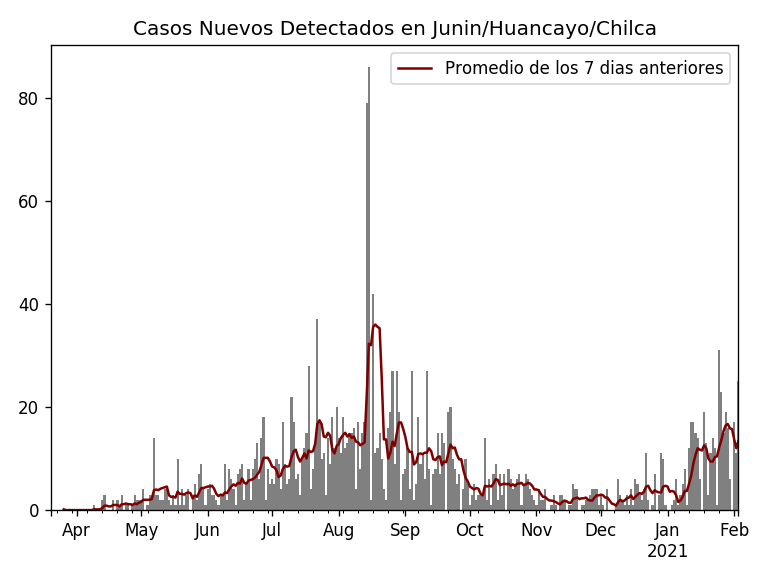 Casos Nuevos Detectados en Junin/Huancayo/Chilca
Promedio de los 7 dias anteriores
80
60
40
20
0
Apr May Jun Jul Aug Sep Oct Nov Dec Jan Feb
2021